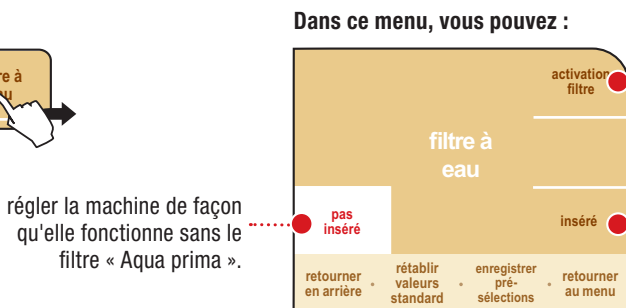 Dans ce menu, vous pouvez :
re à
activation
filtre
filtre à
eau
régler la machine de façon
qu'elle fonctionne sans le
filtre « Aqua prima ».
pas
inséré
inséré
retourner
en arrière
rétablir
valeurs
standard
enregistrer
pré-
sélections
retourner
au menu